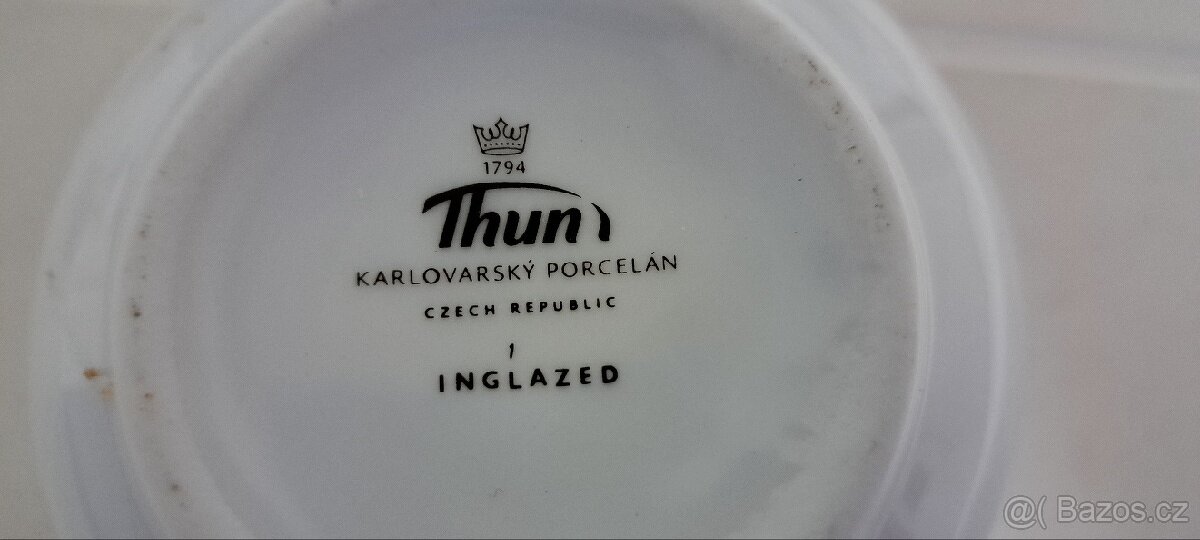 1794
Thun
KARLOVARSKÝ PORCELÁN
CZECH REPUBLIC
1
INGLAZED
@( Bazos.cz